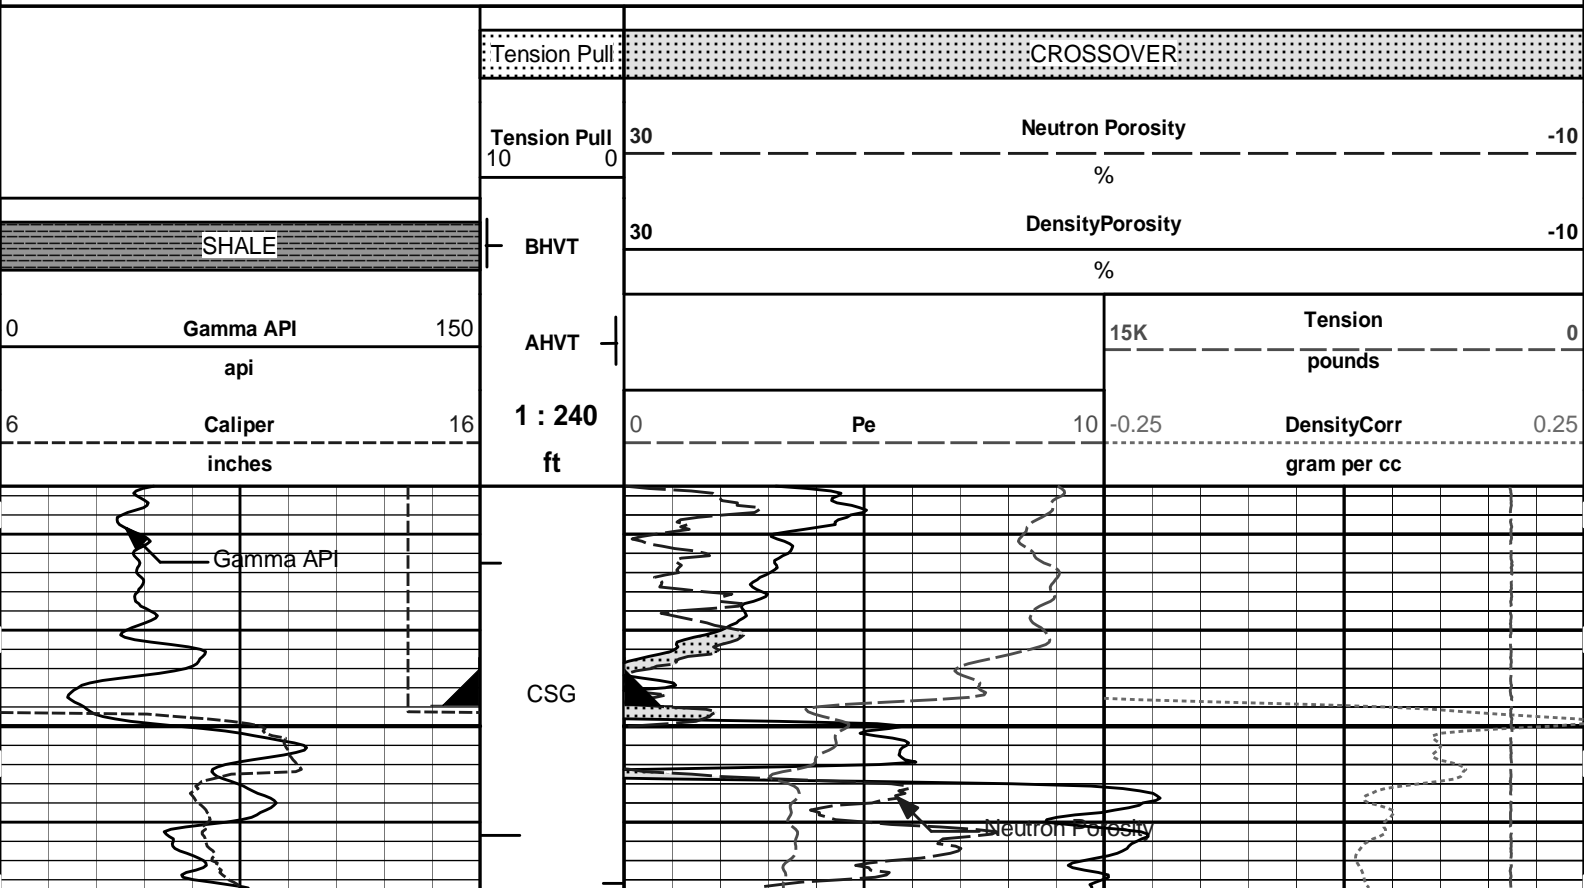 Tension Pull
CROSSOVER
Tension Pull
10 0
30 Neutron Porosity -10
%
SHALE
BHVT
30 DensityPorosity -10
%
0 Gamma API 150
api
AHVT
15K Tension 0
pounds
6 Caliper 16
inches
1 : 240
ft
0 Pe 10
-0.25 DensityCorr 0.25
gram per cc
Gamma API
CSG
Neutron Porosity